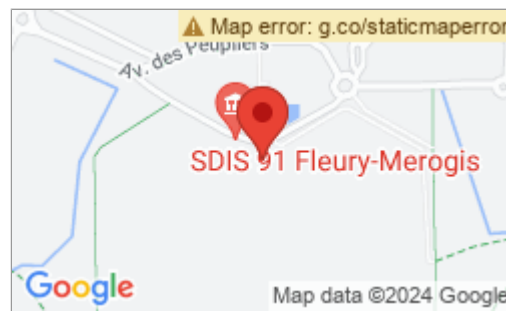 Map error: g.co/staticmaperror
Av. des Peupliers
SDIS 91 Fleury-Merogis
Google
Map data ©2024 Google